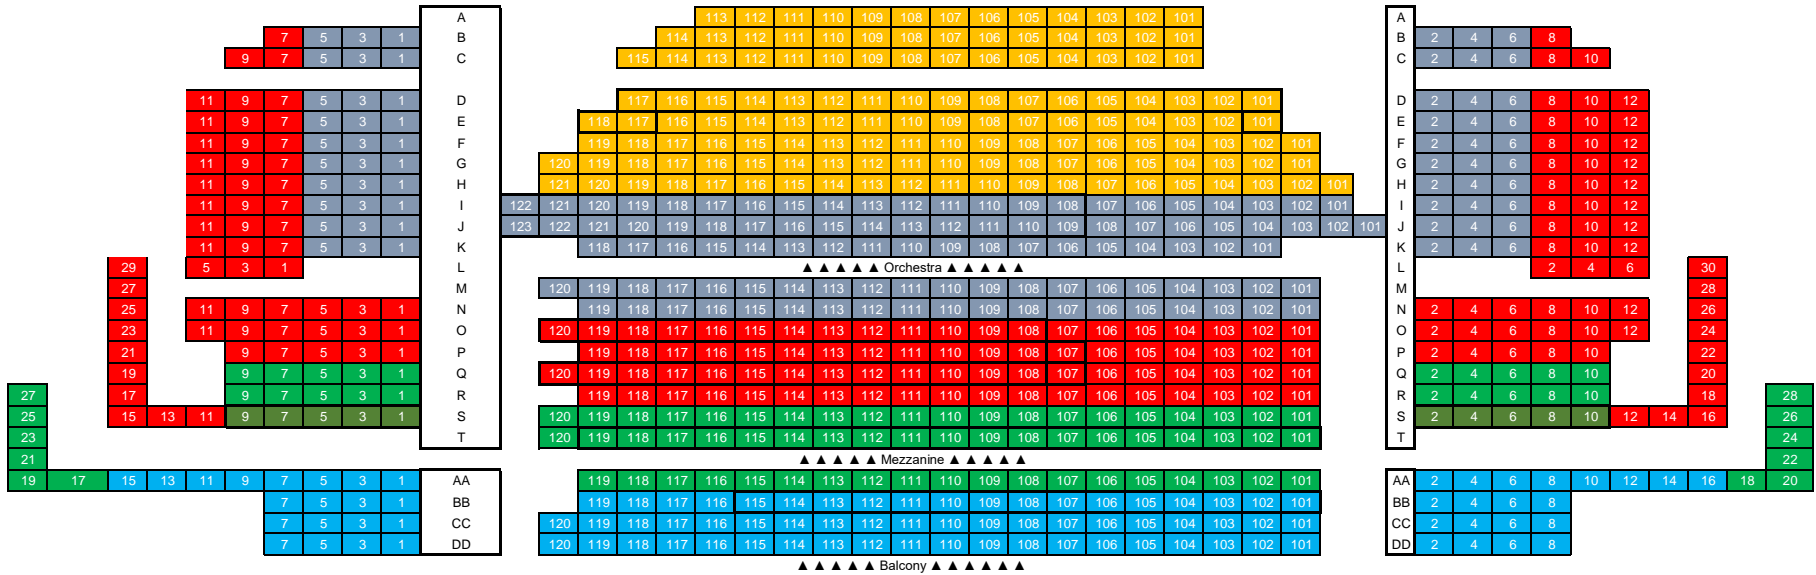 A 113 112 111 110 109 108 107 106 105 104 103 102 101 A
7 5 3 1 B 114 113 112 111 110 109 108 107 106 105 104 103 102 101 B 2 4 6 8
9 7 5 3 1 C 115 114 113 112 111 110 109 108 107 106 105 104 103 102 101 C 2 4 6 8 10
11 9 7 5 3 1 D 117 116 115 114 113 112 111 110 109 108 107 106 105 104 103 102 101 D 2 4 6 8 10 12
11 9 7 5 3 1 E 118 117 116 115 114 113 112 111 110 109 108 107 106 105 104 103 102 101 E 2 4 6 8 10 12
11 9 7 5 3 1 F 119 118 117 116 115 114 113 112 111 110 109 108 107 106 105 104 103 102 101 F 2 4 6 8 10 12
11 9 7 5 3 1 G 120 119 118 117 116 115 114 113 112 111 110 109 108 107 106 105 104 103 102 101 G 2 4 6 8 10 12
11 9 7 5 3 1 H 121 120 119 118 117 116 115 114 113 112 111 110 109 108 107 106 105 104 103 102 101 H 2 4 6 8 10 12
11 9 7 5 3 1 I 122 121 120 119 118 117 116 115 114 113 112 111 110 109 108 107 106 105 104 103 102 101 I 2 4 6 8 10 12
11 9 7 5 3 1 J 123 122 121 120 119 118 117 116 115 114 113 112 111 110 109 108 107 106 105 104 103 102 101 J 2 4 6 8 10 12
11 9 7 5 3 1 K 118 117 116 115 114 113 112 111 110 109 108 107 106 105 104 103 102 101 K 2 4 6 8 10 12
29 5 3 1 L ▲ ▲ ▲ ▲ ▲ Orchestra ▲ ▲ ▲ ▲ ▲ L 2 4 6 30
27 M 120 119 118 117 116 115 114 113 112 111 110 109 108 107 106 105 104 103 102 101 M 28
25 11 9 7 5 3 1 N 119 118 117 116 115 114 113 112 111 110 109 108 107 106 105 104 103 102 101 N 2 4 6 8 10 12 26
23 11 9 7 5 3 1 O 120 119 118 117 116 115 114 113 112 111 110 109 108 107 106 105 104 103 102 101 O 2 4 6 8 10 12 24
21 9 7 5 3 1 P 119 118 117 116 115 114 113 112 111 110 109 108 107 106 105 104 103 102 101 P 2 4 6 8 10 22
19 9 7 5 3 1 Q 120 119 118 117 116 115 114 113 112 111 110 109 108 107 106 105 104 103 102 101 Q 2 4 6 8 10 20
27 17 9 7 5 3 1 R 119 118 117 116 115 114 113 112 111 110 109 108 107 106 105 104 103 102 101 R 2 4 6 8 10 18 28
25 15 13 11 9 7 5 3 1 S 120 119 118 117 116 115 114 113 112 111 110 109 108 107 106 105 104 103 102 101 S 2 4 6 8 10 12 14 16 26
23 T 120 119 118 117 116 115 114 113 112 111 110 109 108 107 106 105 104 103 102 101 T 24
21 ▲ ▲ ▲ ▲ ▲ Mezzanine ▲ ▲ ▲ ▲ ▲ 22
19 17 15 13 11 9 7 5 3 1 AA 119 118 117 116 115 114 113 112 111 110 109 108 107 106 105 104 103 102 101 AA 2 4 6 8 10 12 14 16 18 20
7 5 3 1 BB 119 118 117 116 115 114 113 112 111 110 109 108 107 106 105 104 103 102 101 BB 2 4 6 8
7 5 3 1 CC 120 119 118 117 116 115 114 113 112 111 110 109 108 107 106 105 104 103 102 101 CC 2 4 6 8
7 5 3 1 DD 120 119 118 117 116 115 114 113 112 111 110 109 108 107 106 105 104 103 102 101 DD 2 4 6 8
▲ ▲ ▲ ▲ ▲ Balcony ▲ ▲ ▲ ▲ ▲ ▲